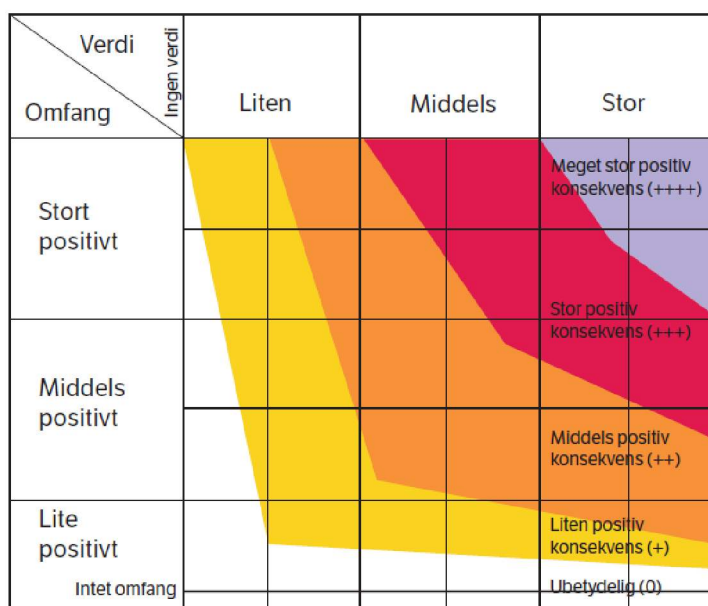 Verdi
Omfang
Ingen verdi
Liten
Middels
Stor
Stort
positivt
Meget stor positiv
konsekvens (++++)
Stor positiv
konsekvens (+++)
Middels
positivt
Middels positiv
konsekvens (++)
Lite
positivt
Liten positiv
konsekvens (+)
Intet omfang
Ubetydelig (0)